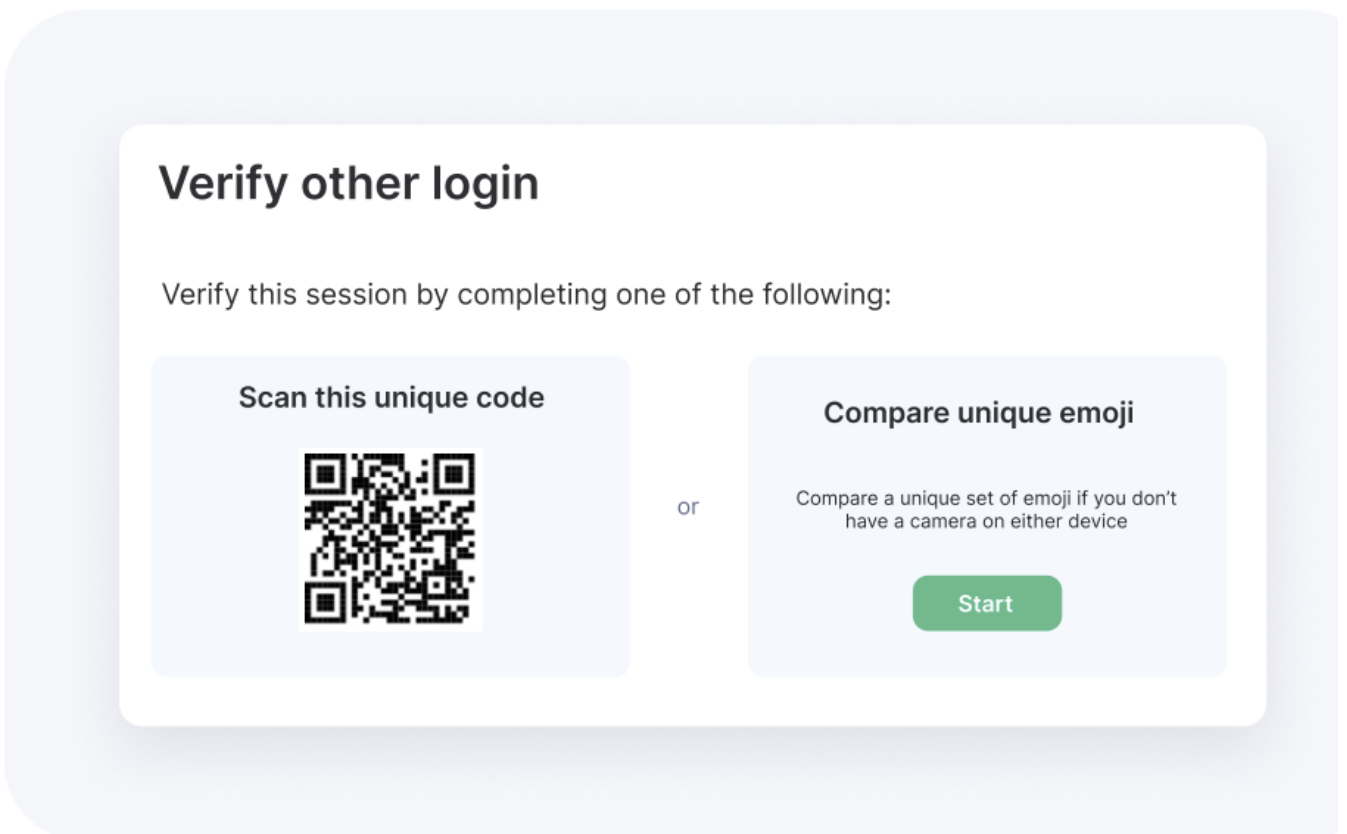 Verify other login
Verify this session by completing one of the following:
Scan this unique code
or
Compare unique emoji
Compare a unique set of emoji if you don’t
have a camera on either device
Start